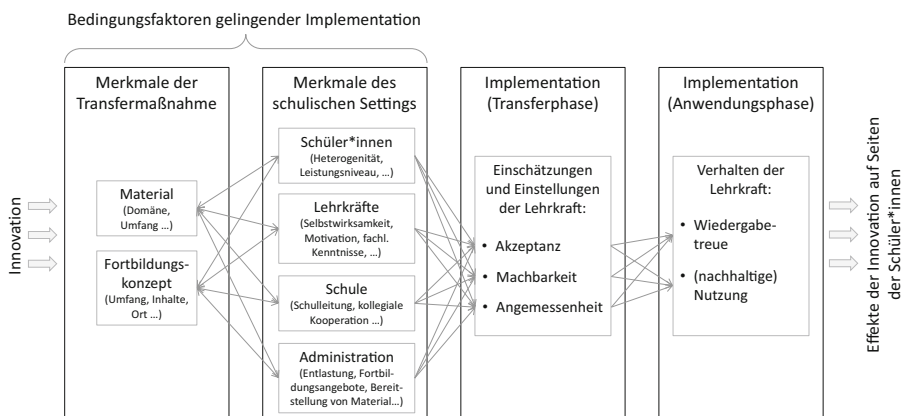 Bedingungsfaktoren gelingender Implementation
Innovation
Merkmale der
Transfermaßnahme
Material
(Domäne,
Umfang ...)
Fortbildungs-
konzept
(Umfang, Inhalte,
Ort ...)
Merkmale des
schulischen Settings
Schüler*innen
(Heterogenität,
Leistungsniveau, ...)
Lehrkräfte
(Selbstwirksamkeit,
Motivation, fachl.
Kenntnisse, ...)
Schule
(Schulleitung, kollegiale
Kooperation ...)
Administration
(Entlastung, Fortbil-
dungsangebote, Bereit-
stellung von Material...)
Implementation
(Transferphase)
Einschätzungen
und Einstellungen
der Lehrkraft:
• Akzeptanz
• Machbarkeit
• Angemessenheit
Implementation
(Anwendungsphase)
Verhalten der
Lehrkraft:
• Wiedergabe-
treue
• (nachhaltige)
Nutzung
Effekte der Innovation auf Seiten
der Schüler*innen